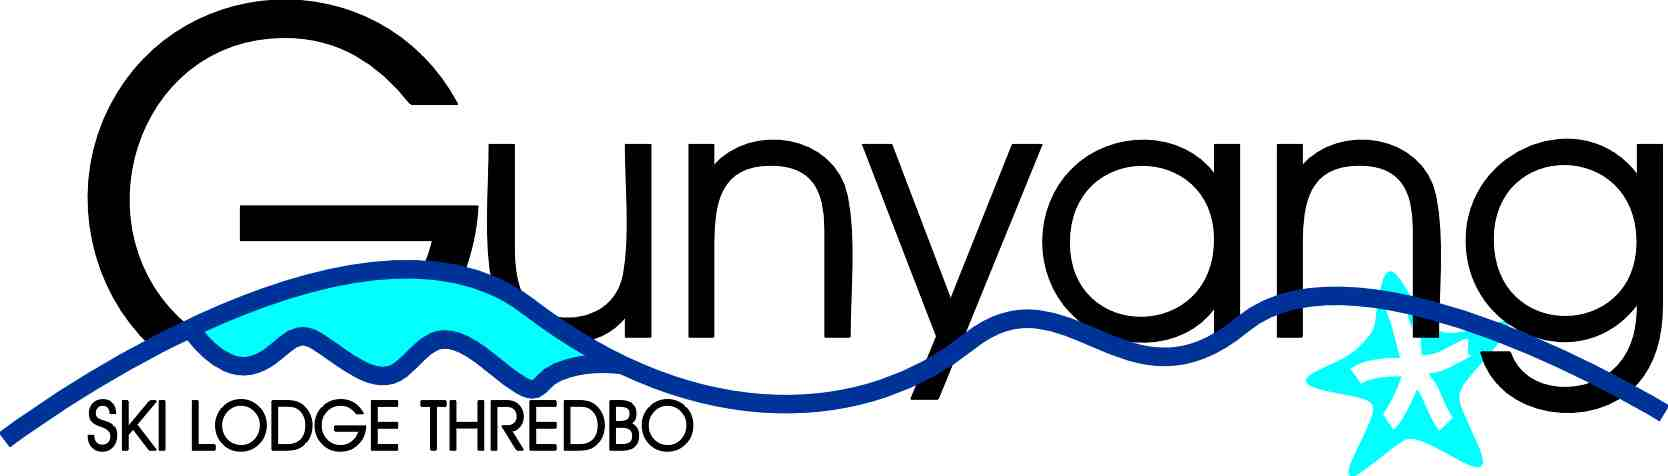 Gunyang
SKI LODGE THREDBO